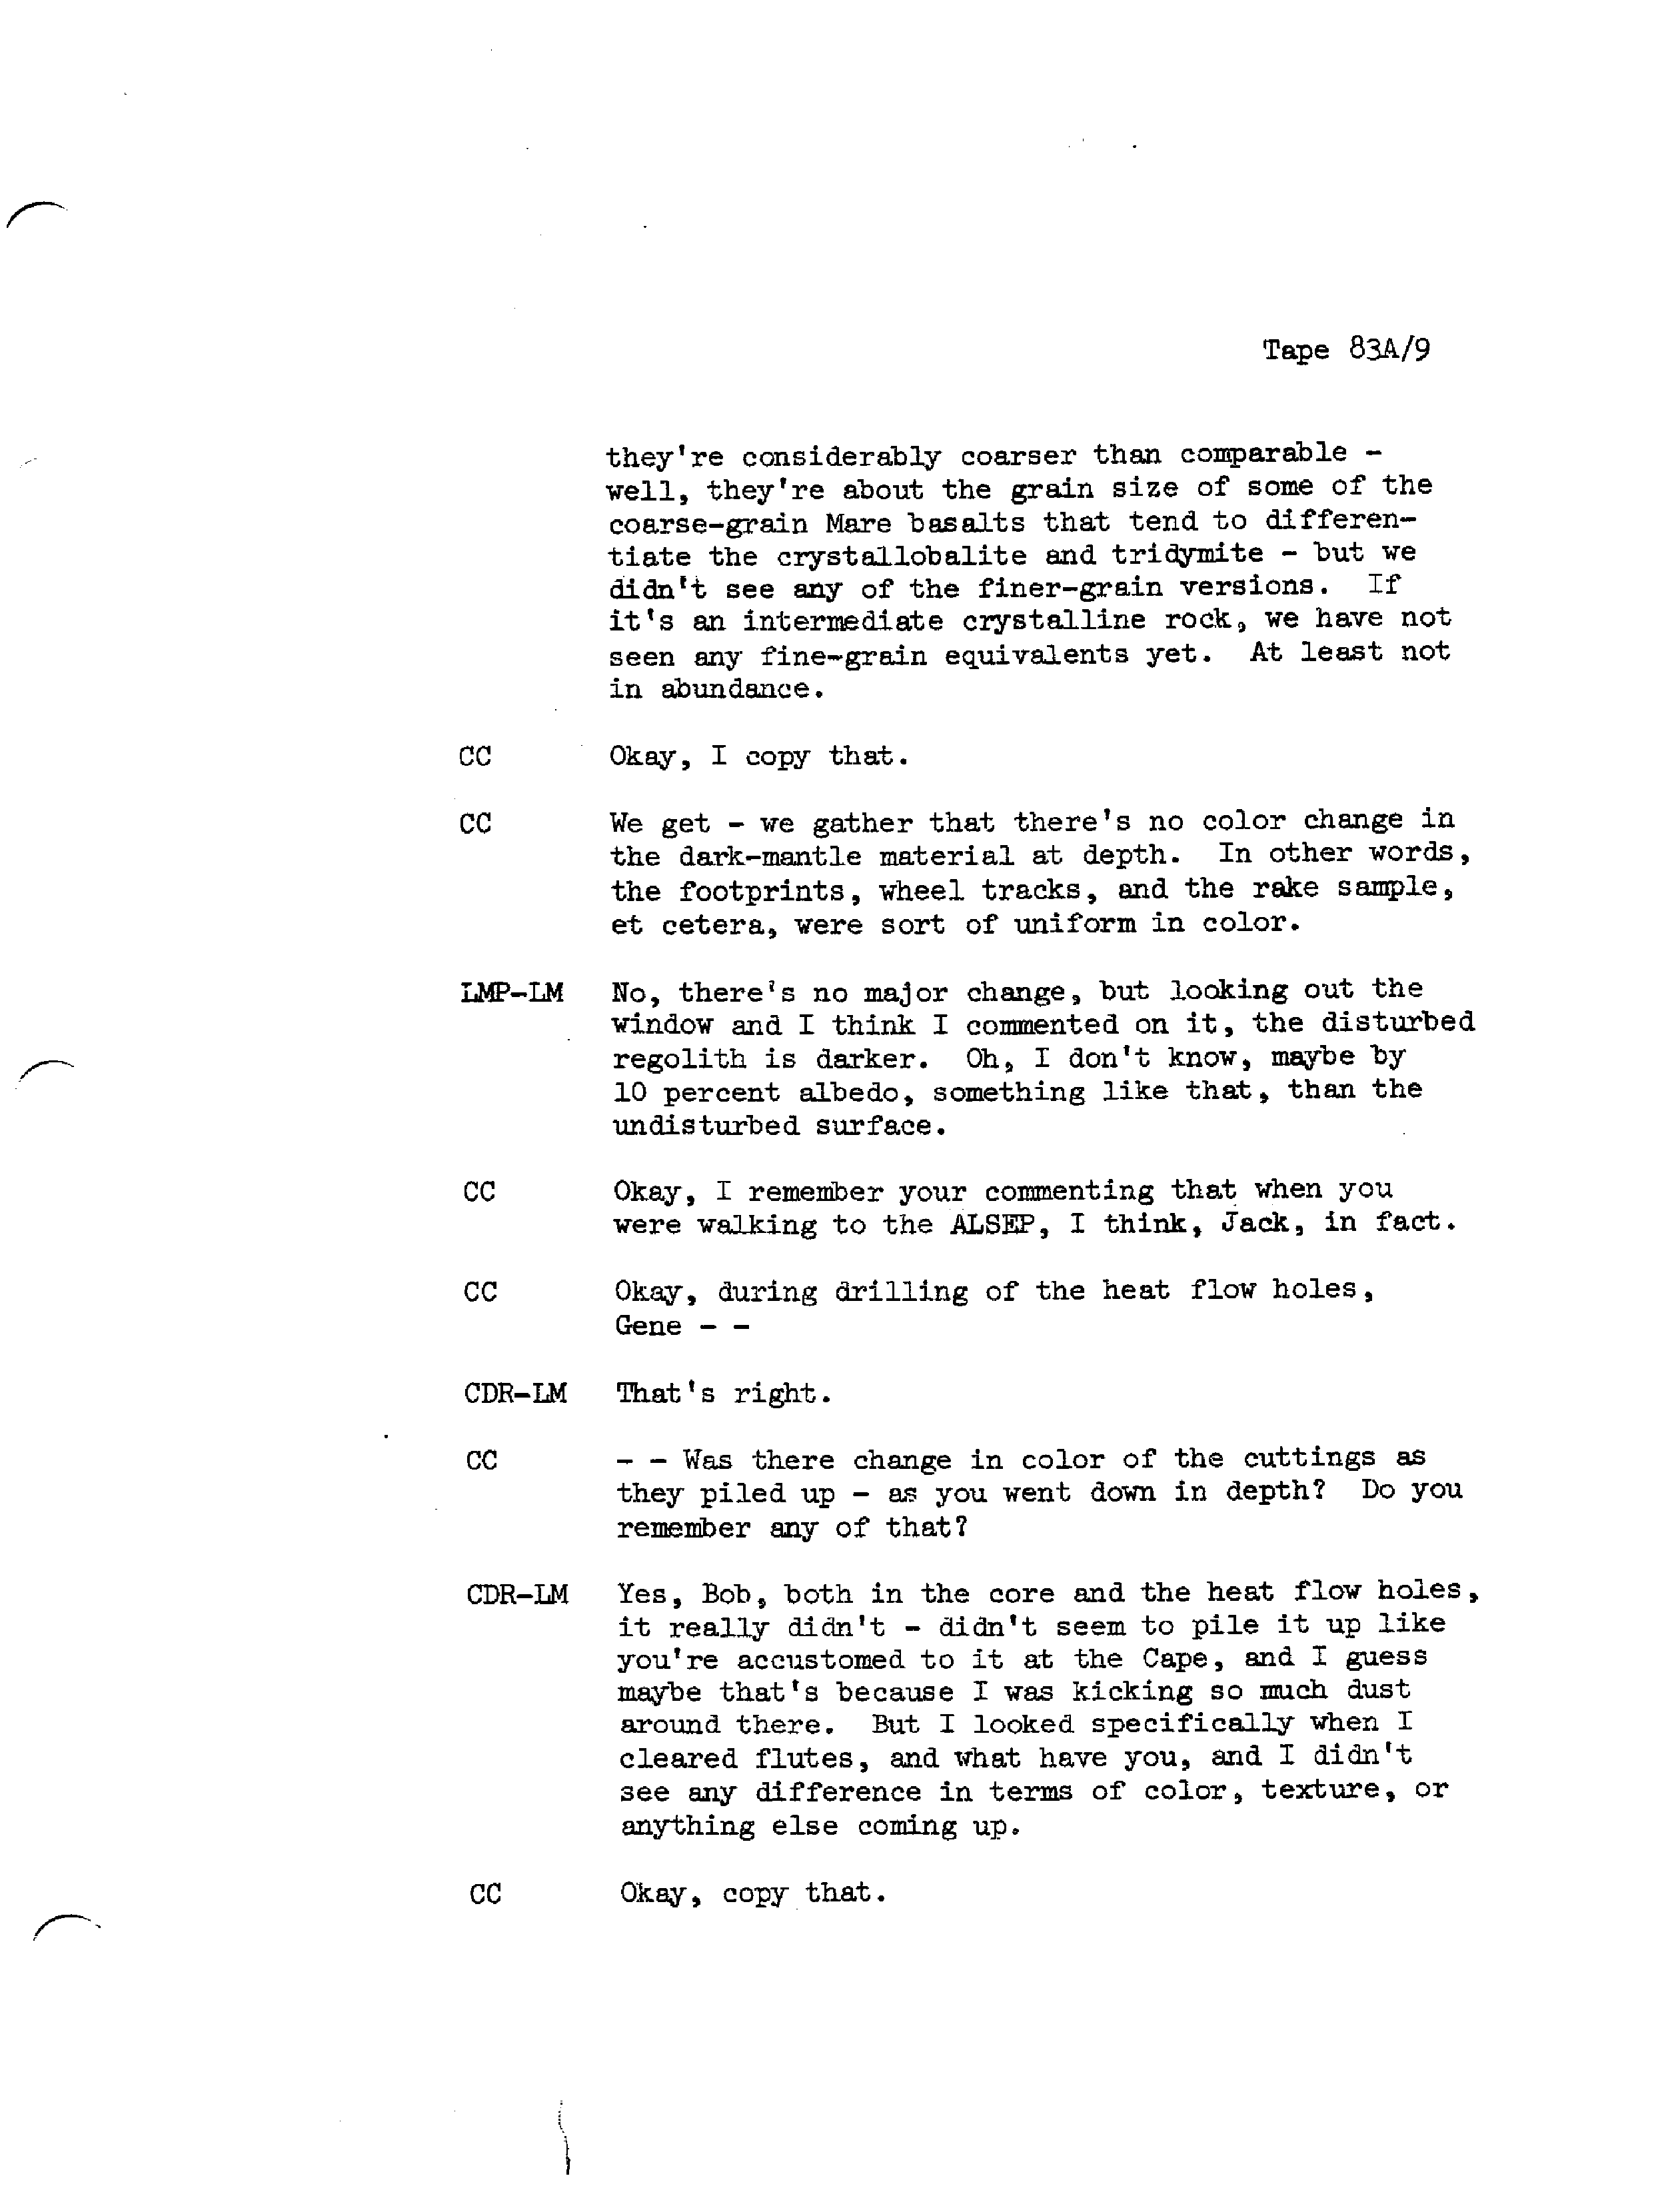 Tape 83A/9
they're considerably coarser than comparable -
well, they're about the grain size of some of the
coarse-grain Mare basalts that tend to differen-
tiate the crystallobalite and tridymite - but we
didn't see any of the finer-grain versions. If
it's an intermediate crystalline rock, we have not
seen any fine-grain equivalents yet. At least not
in abundance.
CC Okay, I copy that.
CC We get - we gather that there's no color change in
the dark-mantle material at depth. In other words,
the footprints, wheel tracks, and the rake sample,
et cetera, were sort of uniform in color.
LMP-LM No, there's no major change, but looking out the
window and I think I commented on it, the disturbed
regolith is darker. Oh, I don't know, maybe by
10 percent albedo, something like that, than the
undisturbed surface.
CC Okay, I remember your commenting that when you
were walking to the ALSEP, I think, Jack, in fact.
CC Okay, during drilling of the heat flow holes,
Gene - -
CDR-LM That's right.
CC - - Was there change in color of the cuttings as
they piled up - as you went down in depth? Do you
remember any of that?
CDR-LM Yes, Bob, both in the core and the heat flow holes,
it really didn't - didn't seem to pile it up like
you're accustomed to it at the Cape, and I guess
maybe that's because I was kicking so much dust
around there. But I looked specifically when I
cleared flutes, and what have you, and I didn't
see any difference in terms of color, texture, or
anything else coming up.
CC Okay, copy that.